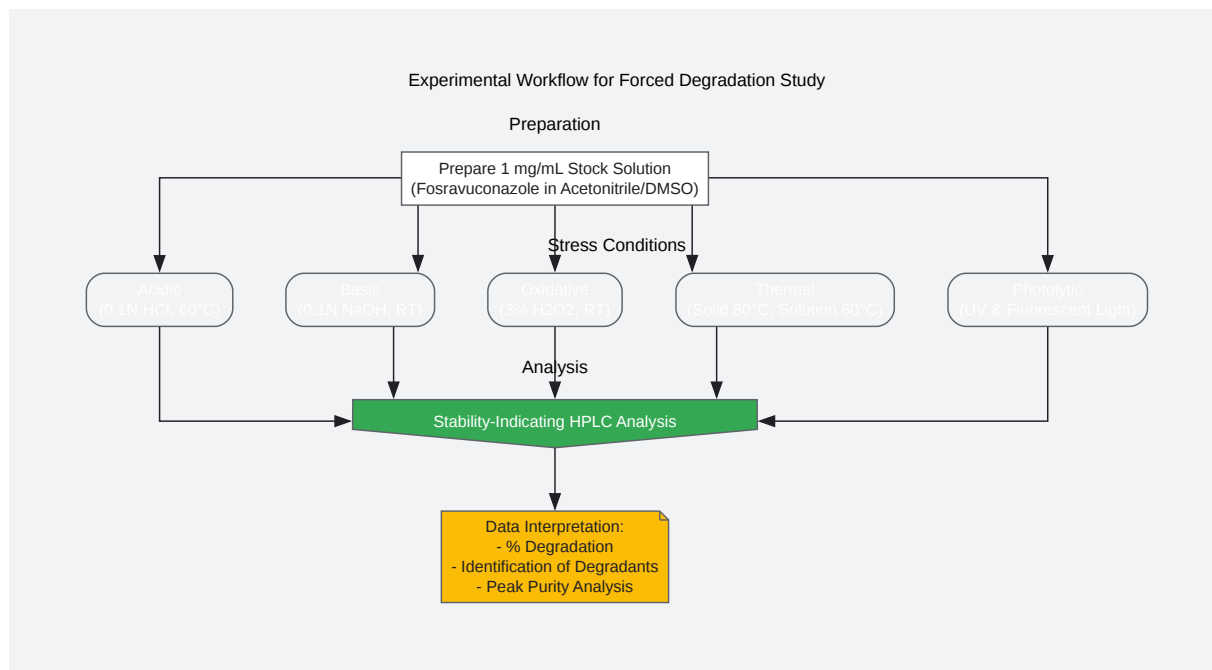 Experimental Workflow for Forced Degradation Study
Preparation
Prepare 1 mg/mL Stock Solution
(Fosravuconazole in Acetonitrile/DMSO)
Stress Conditions
Acidic
(0.1N HCl, 60°C)
Basic
(0.1N NaOH, RT)
Oxidative
(3% H2O2, RT)
Thermal
(Solid 80°C, Solution 60°C)
Photolytic
(UV & Fluorescent Light)
Analysis
Stability-Indicating HPLC Analysis
Data Interpretation:
- % Degradation
- Identification of Degradants
- Peak Purity Analysis